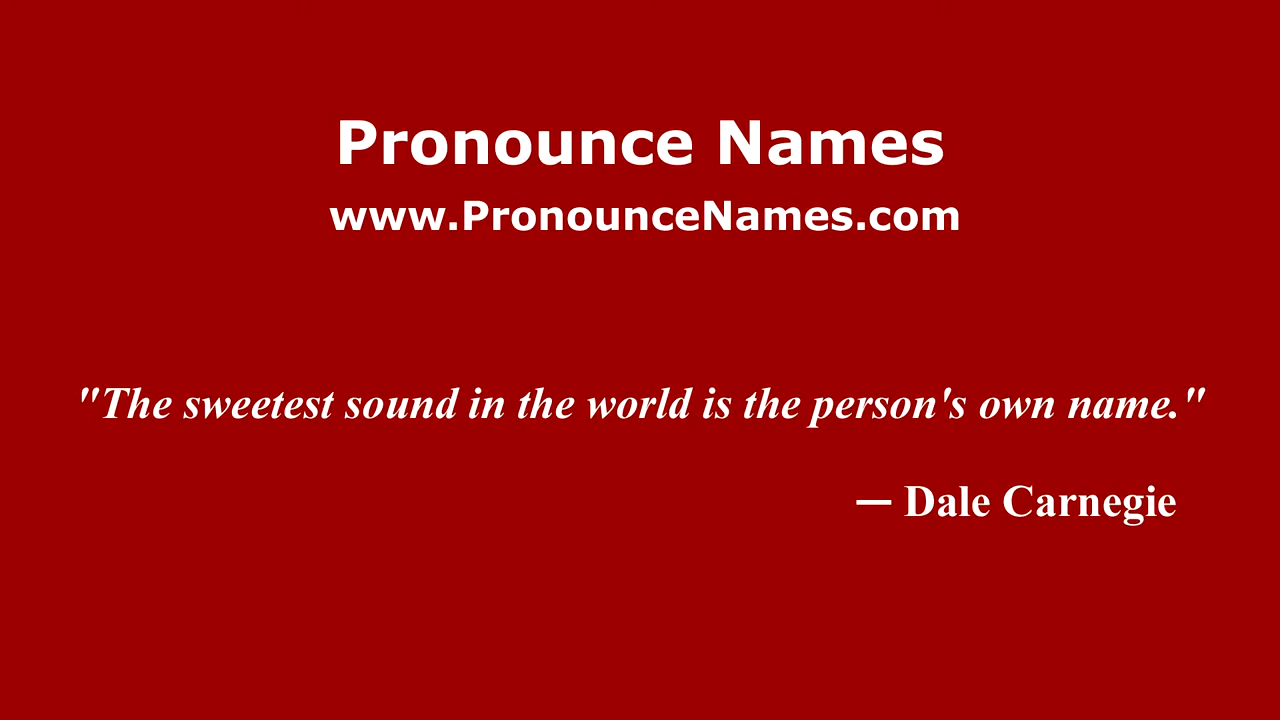 Pronounce Names
www.PronounceNames.com
"The sweetest sound in the world is the person's own name."
— Dale Carnegie